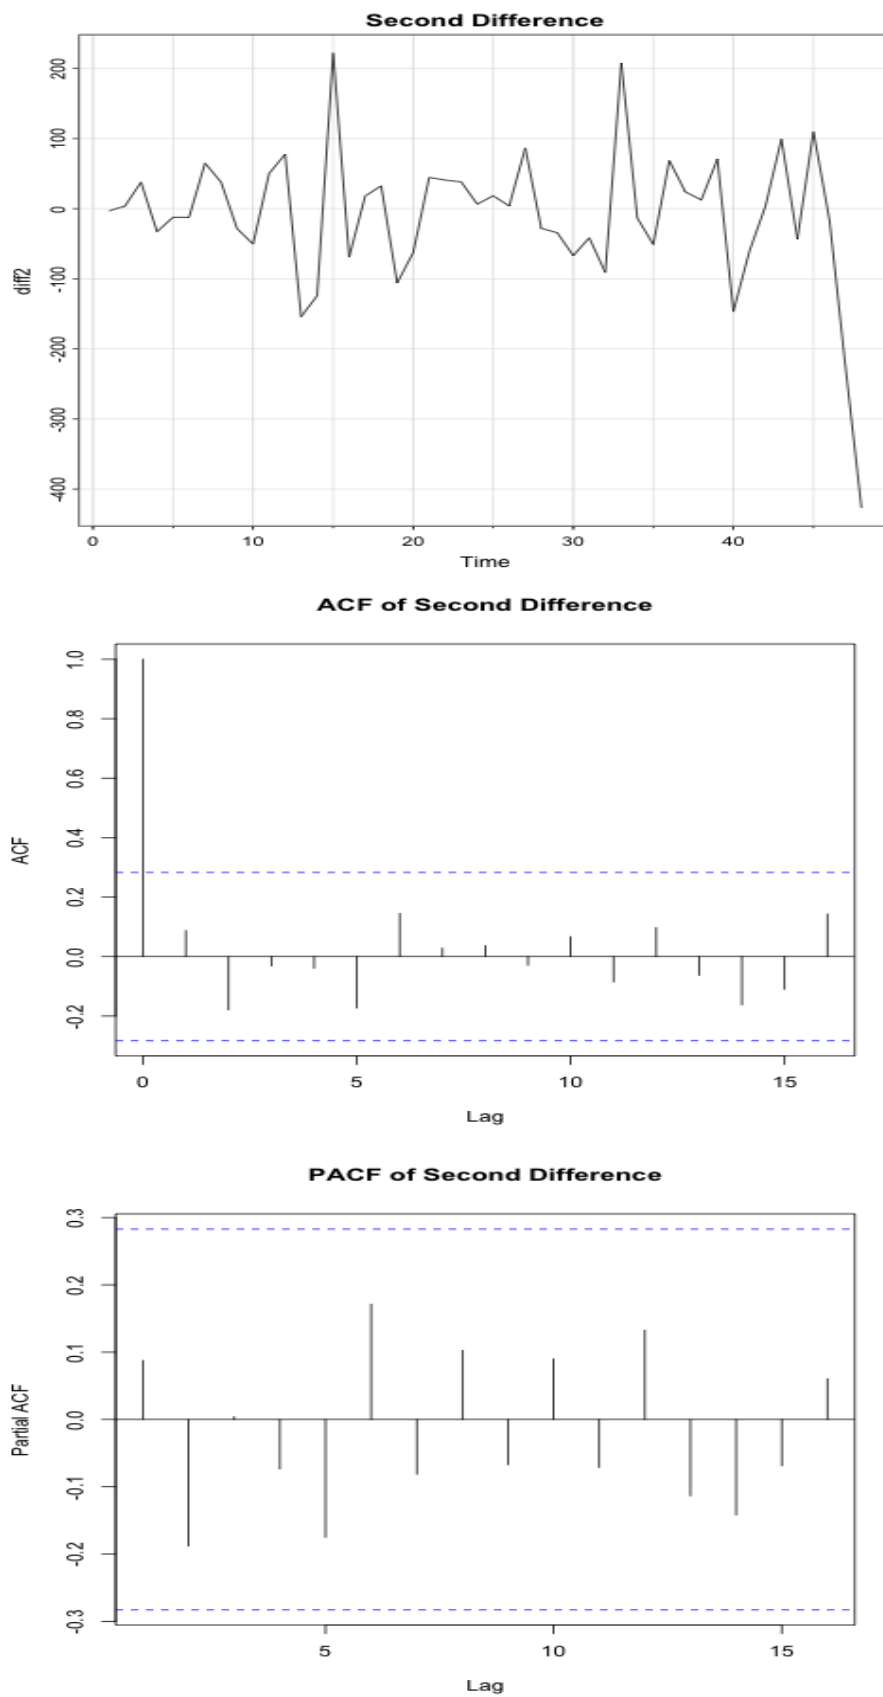 Second Difference
200
100
0
-100
-200
-300
-400
diff2
0 10 20 30 40
Time
ACF of Second Difference
1.0
0.8
0.6
0.4
0.2
0.0
-0.2
ACF
0 5 10 15
Lag
PACF of Second Difference
0.3
0.2
0.1
0.0
-0.1
-0.2
-0.3
Partial ACF
5 10 15
Lag